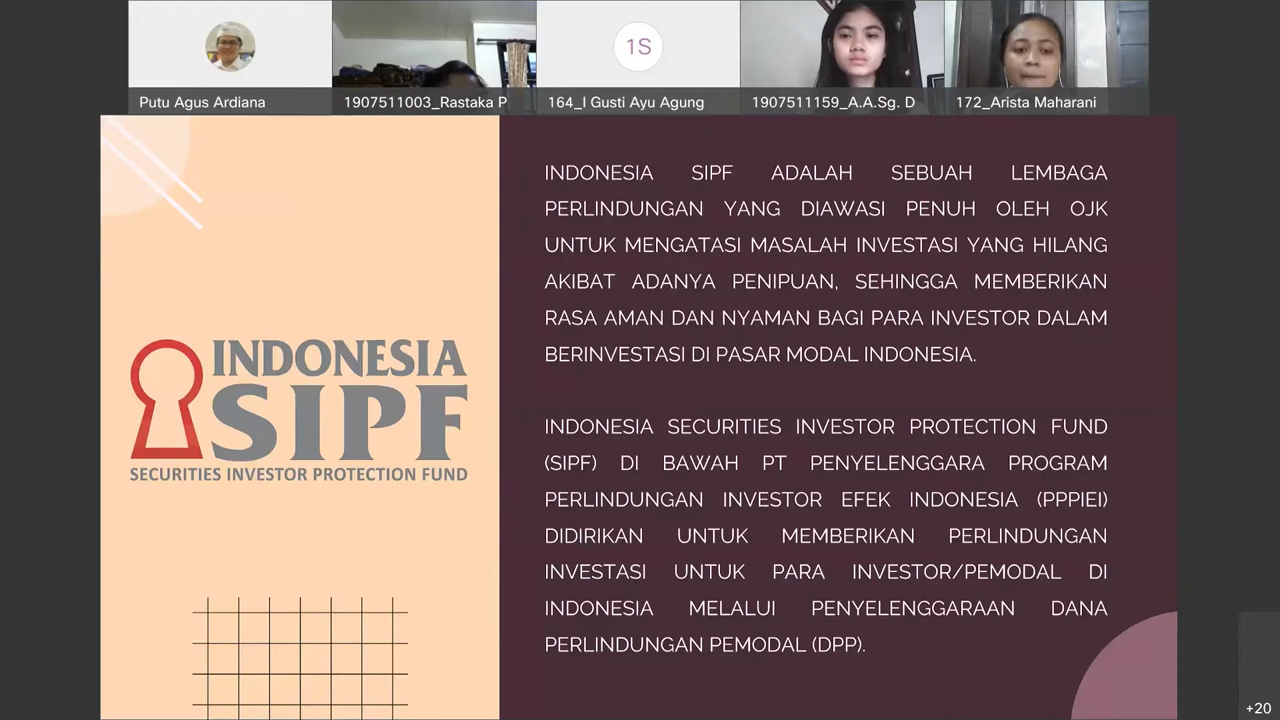 1S
Putu Agus Ardiana
1907511003_Rastaka P
164_I Gusti Ayu Agung
1907511159_A.A.Sg. D
172_Arista Maharani
INDONESIA
SIPF
SECURITIES INVESTOR PROTECTION FUND
INDONESIA SIPF ADALAH SEBUAH LEMBAGA
PERLINDUNGAN YANG DIAWASI PENUH OLEH OJK
UNTUK MENGATASI MASALAH INVESTASI YANG HILANG
AKIBAT ADANYA PENIPUAN, SEHINGGA MEMBERIKAN
RASA AMAN DAN NYAMAN BAGI PARA INVESTOR DALAM
BERINVESTASI DI PASAR MODAL INDONESIA.
INDONESIA SECURITIES INVESTOR PROTECTION FUND
(SIPF) DI BAWAH PT PENYELENGGARA PROGRAM
PERLINDUNGAN INVESTOR EFEK INDONESIA (PPPIEI)
DIDIRIKAN UNTUK MEMBERIKAN PERLINDUNGAN
INVESTASI UNTUK PARA INVESTOR/PEMODAL DI
INDONESIA MELALUI PENYELENGGARAAN DANA
PERLINDUNGAN PEMODAL (DPP).
+20